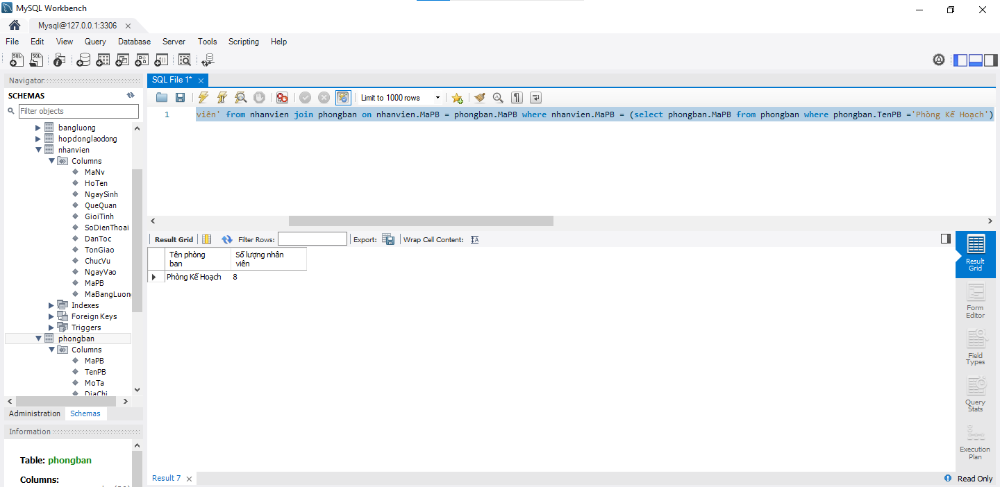 MySQL Workbench
Mysql@127.0.0.1:3306
File Edit View Query Database Server Tools Scripting Help
Navigator
SCHEMAS
Filter objects
bangluong
hopdonglaodong
nhanvien
Columns
MaNv
HoTen
NgaySinh
QueQuan
GioiTinh
SoDienThoai
DanToc
TonGiao
ChucVu
NgayVao
MaPB
MaBangLuong
Indexes
Foreign Keys
Triggers
phongban
Columns
MaPB
TenPB
MoTa
DiaChi
Administration Schemas
Information
Table: phongban
Columns:
SQL File 1*
Limit to 1000 rows
1 viên' from nhanvien join phongban on nhanvien.MaPB = phongban.MaPB where nhanvien.MaPB = (select phongban.MaPB from phongban where phongban.TenPB ='Phòng Kế Hoạch')
Result Grid Filter Rows: Export: Wrap Cell Content:
Tên phòng ban Số lượng nhân viên
Phòng Kế Hoạch 8
Result Grid
Form Editor
Field Types
Query Stats
Execution Plan
Result 7
Read Only